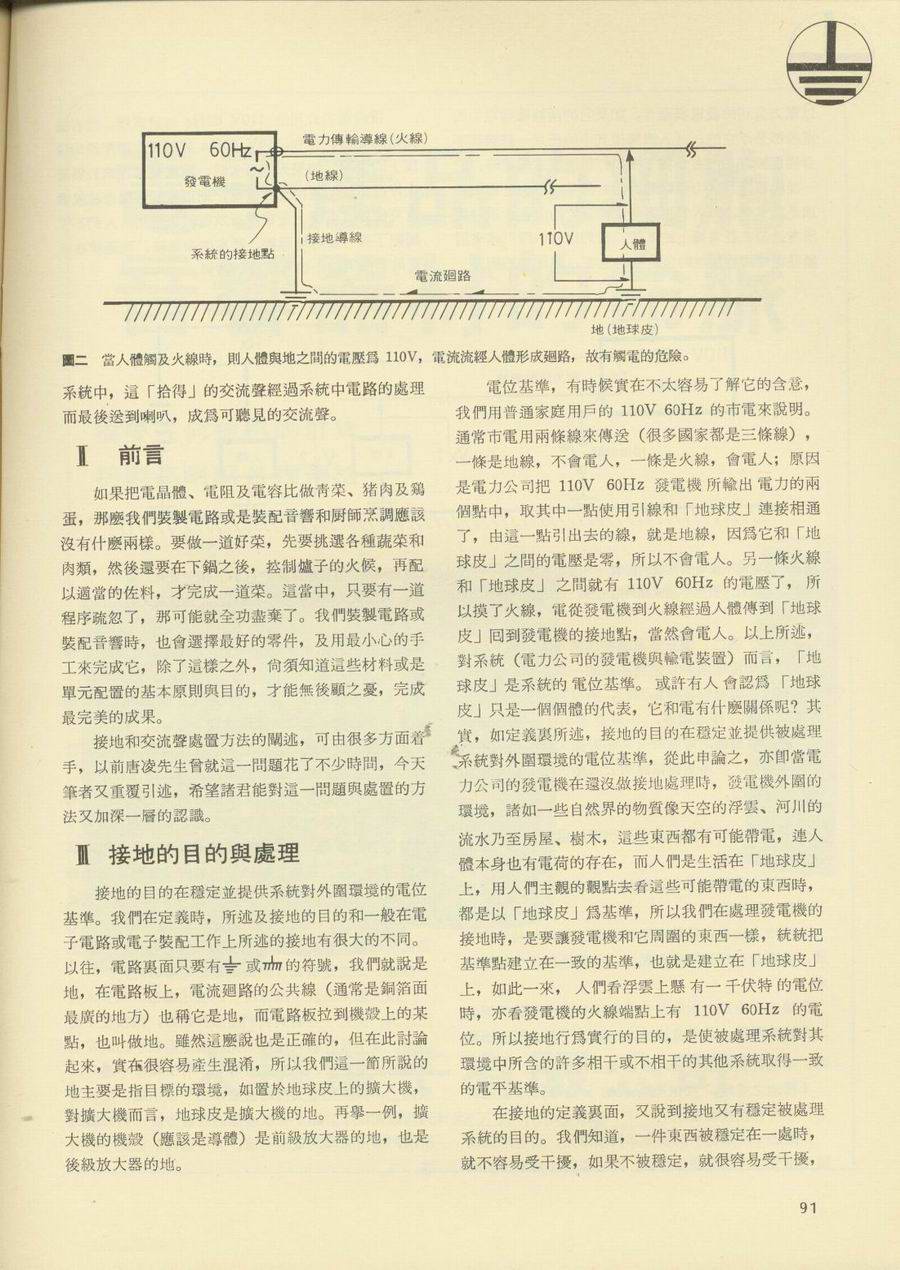 110V 60Hz
發電機
電力傳輸導線(火線)
(地線)
系統的接地點
接地導線
110V
人體
電流廻路
地(地球皮)
圖二 當人體觸及火線時，則人體與地之間的電壓爲 110V，電流流經人體形成廻路，故有觸電的危險。
系統中，這「拾得」的交流聲經過系統中電路的處理
而最後送到喇叭，成爲可聽見的交流聲。
Ⅱ 前言
如果把電晶體、電阻及電容比做靑菜、猪肉及鷄
蛋，那麽我們裝製電路或是裝配音響和厨師烹調應該
沒有什麽兩樣。要做一道好菜，先要挑選各種蔬菜和
肉類，然後還要在下鍋之後，控制爐子的火候，再配
以適當的佐料，才完成一道菜。這當中，只要有一道
程序疏忽了，那可能就全功盡棄了。我們裝製電路或
裝配音響時，也會選擇最好的零件，及用最小心的手
工來完成它，除了這樣之外，尙須知道這些材料或是
單元配置的基本原則與目的，才能無後顧之憂，完成
最完美的成果。
接地和交流聲處置方法的闡述，可由很多方面着
手，以前唐凌先生曾就這一問題花了不少時間，今天
筆者又重覆引述，希望諸君能對這一問題與處置的方
法又加深一層的認識。
Ⅲ 接地的目的與處理
接地的目的在穩定並提供系統對外圍環境的電位
基準。我們在定義時，所述及接地的目的和一般在電
子電路或電子裝配工作上所述的接地有很大的不同。
以往，電路裏面只要有⏚或的符號，我們就說是
地，在電路板上，電流廻路的公共線（通常是銅箔面
最廣的地方）也稱它是地，而電路板拉到機殼上的某
點，也叫做地。雖然這麽說也是正確的，但在此討論
起來，實在很容易產生混淆，所以我們這一節所說的
地主要是指目標的環境，如置於地球皮上的擴大機，
對擴大機而言，地球皮是擴大機的地。再擧一例，擴
大機的機殼（應該是導體）是前級放大器的地，也是
後級放大器的地。
電位基準，有時候實在不太容易了解它的含意，
我們用普通家庭用戶的 110V 60Hz 的市電來說明。
通常市電用兩條線來傳送（很多國家都是三條線），
一條是地線，不會電人，一條是火線，會電人；原因
是電力公司把 110V 60Hz 發電機所輸出電力的兩
個點中，取其中一點使用引線和「地球皮」連接相通
了，由這一點引出去的線，就是地線，因爲它和「地
球皮」之間的電壓是零，所以不會電人。另一條火線
和「地球皮」之間就有 110V 60Hz 的電壓了，所
以摸了火線，電從發電機到火線經過人體傳到「地球
皮」囘到發電機的接地點，當然會電人。以上所述，
對系統（電力公司的發電機與輸電裝置）而言，「地
球皮」是系統的電位基準。或許有人會認爲「地球
皮」只是一個個體的代表，它和電有什麽關係呢？其
實，如定義裏所述，接地的目的在穩定並提供被處理
系統對外圍環境的電位基準，從此申論之，亦卽當電
力公司的發電機在還沒做接地處理時，發電機外圍的
環境，諸如一些自然界的物質像天空的浮雲、河川的
流水乃至房屋、樹木，這些東西都有可能帶電，連人
體本身也有電荷的存在，而人們是生活在「地球皮」
上，用人們主觀的觀點去看這些可能帶電的東西時，
都是以「地球皮」爲基準，所以我們在處理發電機的
接地時，是要讓發電機和它周圍的東西一樣，統統把
基準點建立在一致的基準，也就是建立在「地球皮」
上，如此一來，人們看浮雲上懸有一千伏特的電位
時，亦看發電機的火線端點上有 110V 60Hz 的電
位。所以接地行爲實行的目的，是使被處理系統對其
環境中所含的許多相干或不相干的其他系統取得一致
的電平基準。
在接地的定義裏面，又說到接地又有穩定被處理
系統的目的。我們知道，一件東西被穩定在一處時，
就不容易受干擾，如果不被穩定，就很容易受干擾，
91